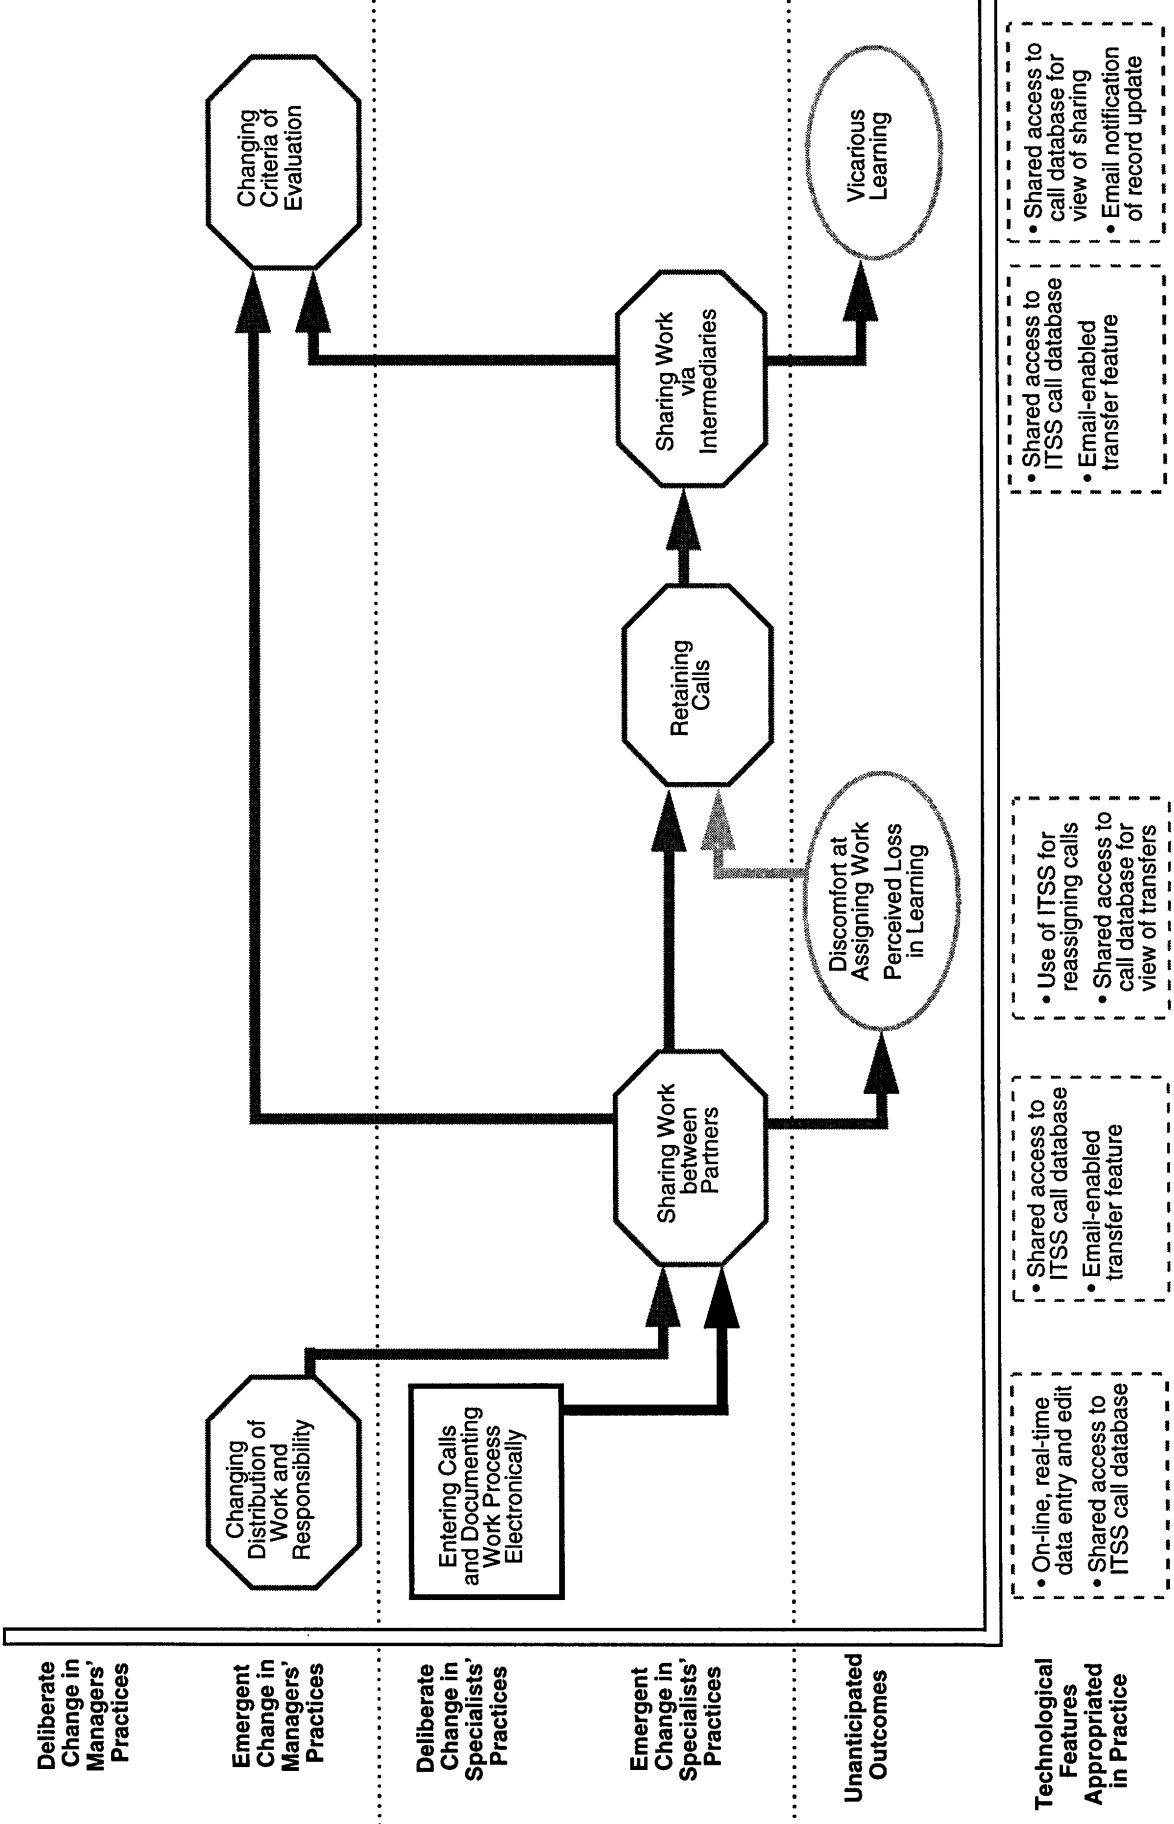 Deliberate
Change in
Managers'
Practices
Emergent
Change in
Managers'
Practices
Changing
Distribution of
Work and
Responsibility
Changing
Criteria of
Evaluation
Deliberate
Change in
Specialists'
Practices
Entering Calls
and Documenting
Work Process
Electronically
Emergent
Change in
Specialists'
Practices
Sharing Work
between
Partners
Retaining
Calls
Sharing Work
via
Intermediaries
Unanticipated
Outcomes
Discomfort at
Assigning Work
Perceived Loss
in Learning
Vicarious
Learning
Technological
Features
Appropriated
in Practice
• On-line, real-time
data entry and edit
• Shared access to
ITSS call database
• Shared access to
ITSS call database
• Email-enabled
transfer feature
• Use of ITSS for
reassigning calls
• Shared access to
call database for
view of transfers
• Shared access to
ITSS call database
• Email-enabled
transfer feature
• Shared access to
call database for
view of sharing
• Email notification
of record update